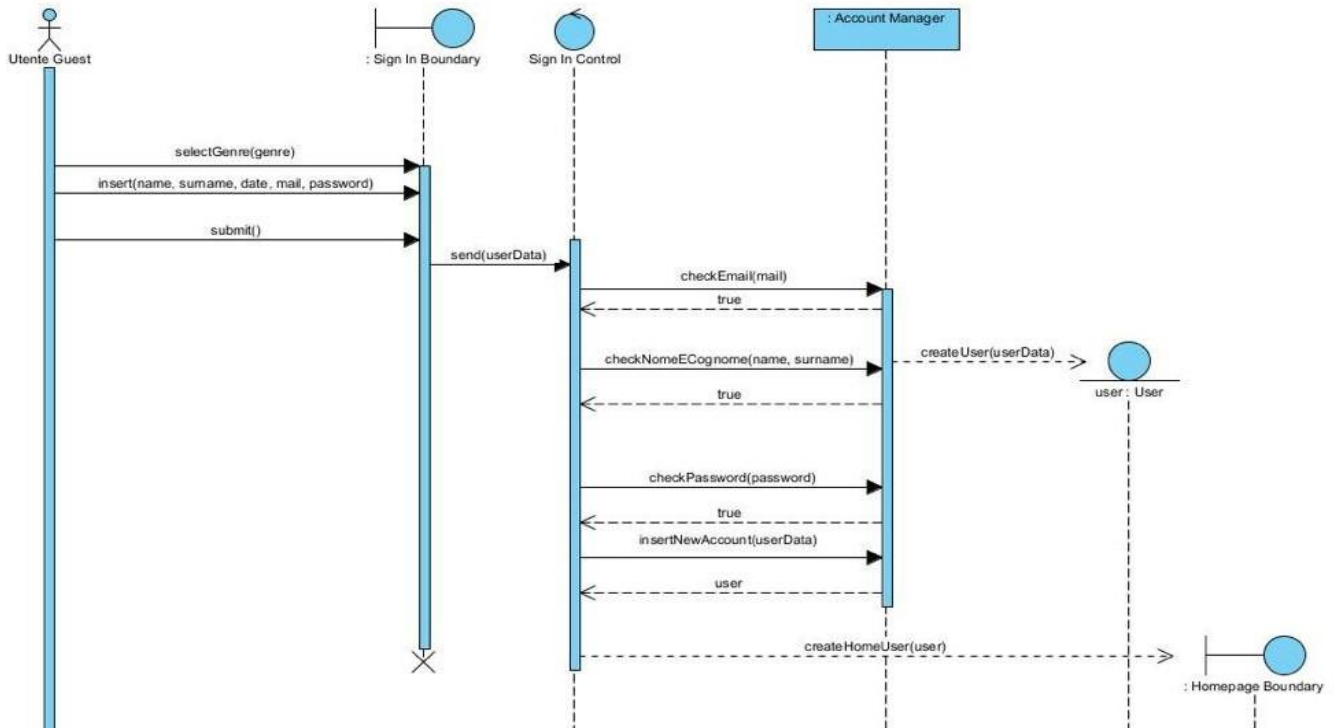 : Account Manager
Utente Guest
: Sign In Boundary
Sign In Control
selectGenre(genre)
insert(name, surname, date, mail, password)
submit()
send(userData)
checkEmail(mail)
true
checkNomeECognome(name, surname)
createUser(userData)
true
user : User
checkPassword(password)
true
insertNewAccount(userData)
user
createHomeUser(user)
: Homepage Boundary